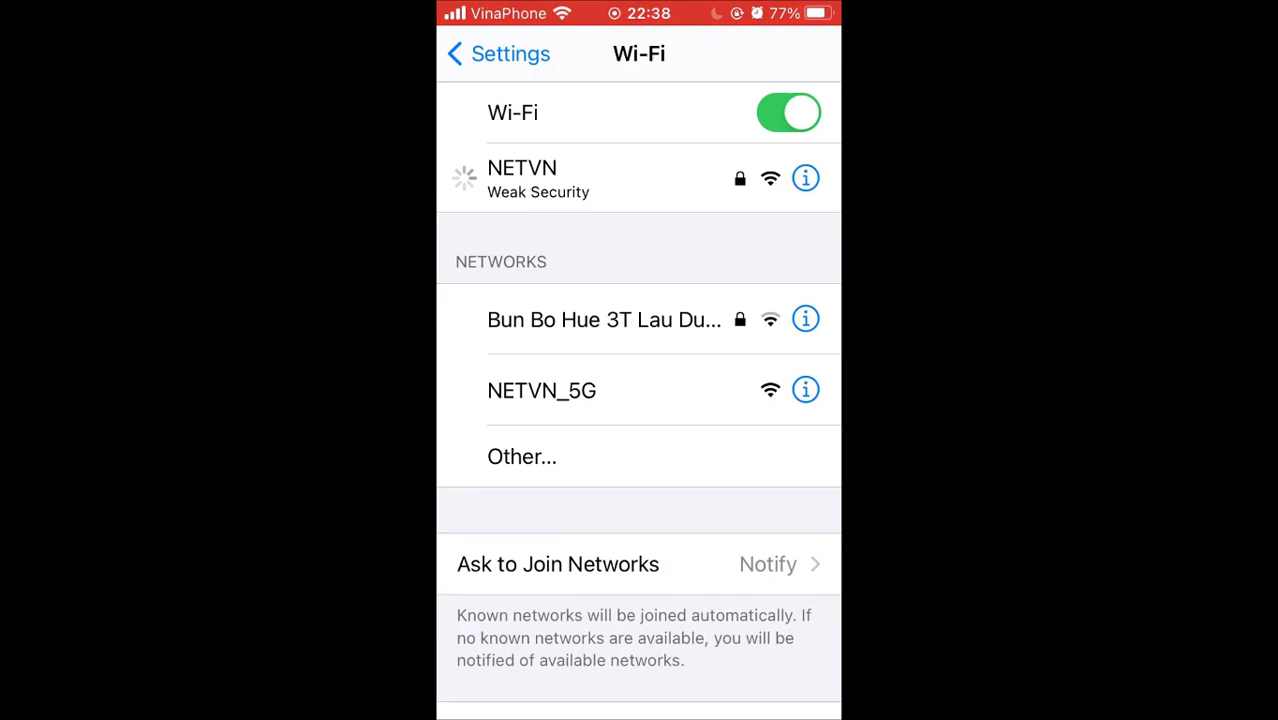 VinaPhone 22:38 77%
Settings Wi-Fi
Wi-Fi
NETVN
Weak Security
NETWORKS
Bun Bo Hue 3T Lau Du...
NETVN_5G
Other...
Ask to Join Networks Notify
Known networks will be joined automatically. If
no known networks are available, you will be
notified of available networks.